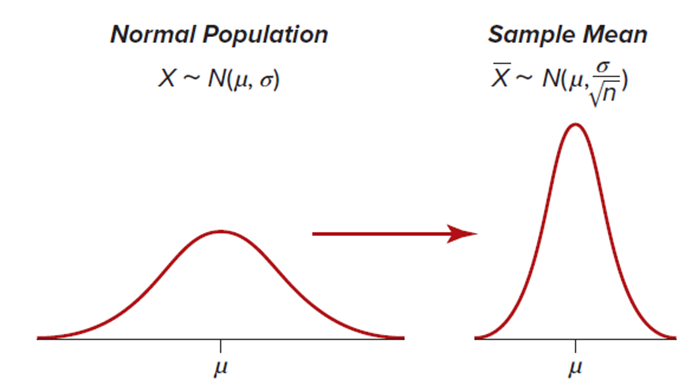 Normal Population
X ~ N(μ, σ)
Sample Mean
X̅ ~ N(μ, σ/√n)
μ
μ